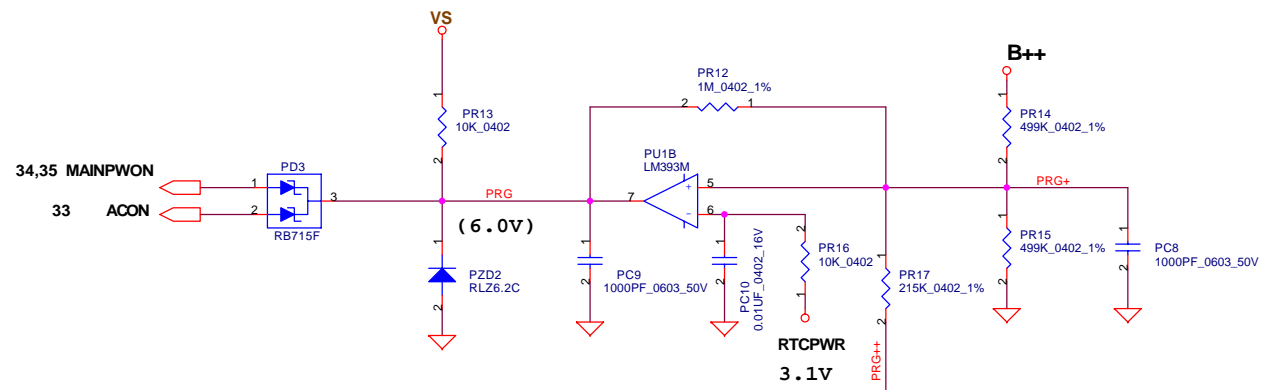 VS
B++
PR12
1M_0402_1%
2
1
1
PR13
10K_0402
2
1
PR14
499K_0402_1%
2
34,35 MAINPWON
33 ACON
PD3
1
2
3
RB715F
PRG
(6.0V)
PU1B
LM393M
7
5
+
6
-
PRG+
1
PZD2
RLZ6.2C
2
1
PC9
1000PF_0603_50V
2
1
2
PC10
0.01UF_0402_16V
2
PR16
10K_0402
1
RTCPWR
3.1V
1
PR17
215K_0402_1%
2
PRG++
1
PR15
499K_0402_1%
2
1
PC8
1000PF_0603_50V
2